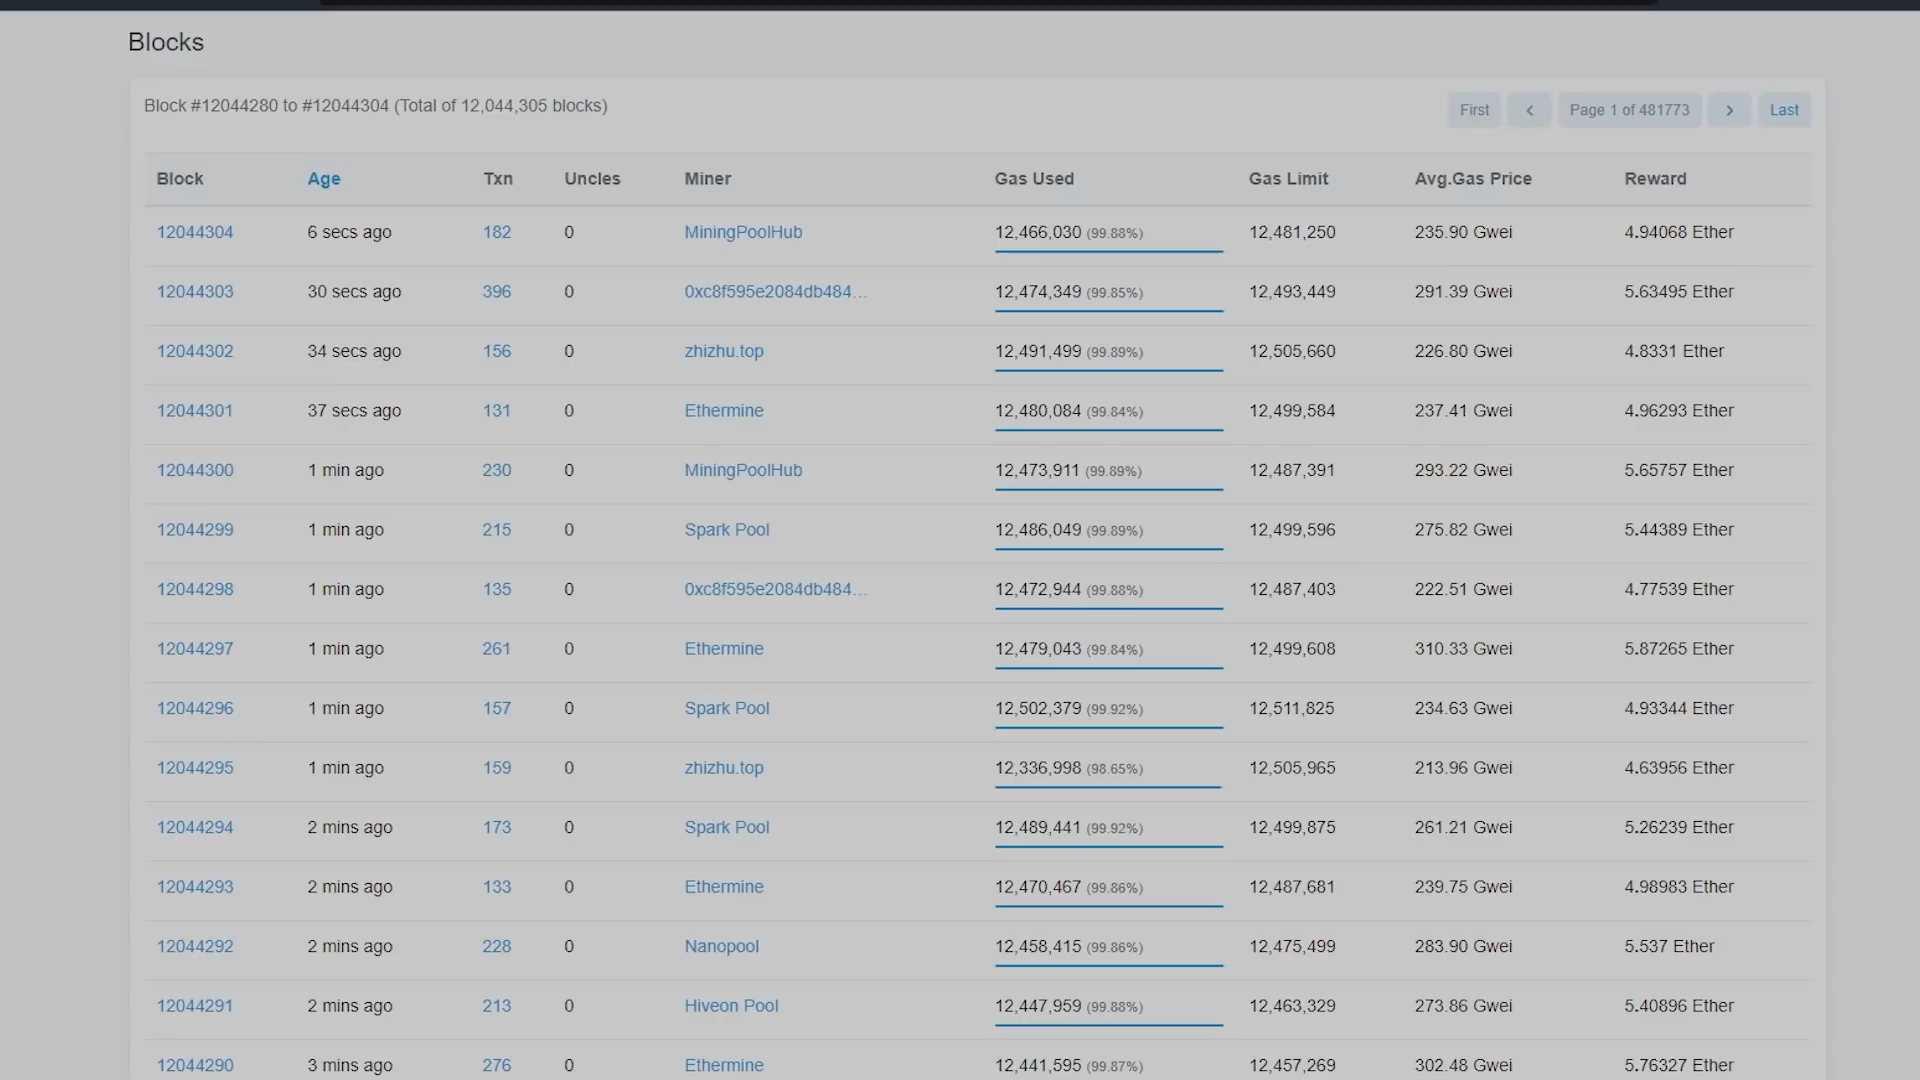 Blocks
Block #12044280 to #12044304 (Total of 12,044,305 blocks)
First ‹ Page 1 of 481773 › Last
Block Age Txn Uncles Miner Gas Used Gas Limit Avg.Gas Price Reward
12044304 6 secs ago 182 0 MiningPoolHub 12,466,030 (99.88%) 12,481,250 235.90 Gwei 4.94068 Ether
12044303 30 secs ago 396 0 0xc8f595e2084db484... 12,474,349 (99.85%) 12,493,449 291.39 Gwei 5.63495 Ether
12044302 34 secs ago 156 0 zhizhu.top 12,491,499 (99.89%) 12,505,660 226.80 Gwei 4.8331 Ether
12044301 37 secs ago 131 0 Ethermine 12,480,084 (99.84%) 12,499,584 237.41 Gwei 4.96293 Ether
12044300 1 min ago 230 0 MiningPoolHub 12,473,911 (99.89%) 12,487,391 293.22 Gwei 5.65757 Ether
12044299 1 min ago 215 0 Spark Pool 12,486,049 (99.89%) 12,499,596 275.82 Gwei 5.44389 Ether
12044298 1 min ago 135 0 0xc8f595e2084db484... 12,472,944 (99.88%) 12,487,403 222.51 Gwei 4.77539 Ether
12044297 1 min ago 261 0 Ethermine 12,479,043 (99.84%) 12,499,608 310.33 Gwei 5.87265 Ether
12044296 1 min ago 157 0 Spark Pool 12,502,379 (99.92%) 12,511,825 234.63 Gwei 4.93344 Ether
12044295 1 min ago 159 0 zhizhu.top 12,336,998 (98.65%) 12,505,965 213.96 Gwei 4.63956 Ether
12044294 2 mins ago 173 0 Spark Pool 12,489,441 (99.92%) 12,499,875 261.21 Gwei 5.26239 Ether
12044293 2 mins ago 133 0 Ethermine 12,470,467 (99.86%) 12,487,681 239.75 Gwei 4.98983 Ether
12044292 2 mins ago 228 0 Nanopool 12,458,415 (99.86%) 12,475,499 283.90 Gwei 5.537 Ether
12044291 2 mins ago 213 0 Hiveon Pool 12,447,959 (99.88%) 12,463,329 273.86 Gwei 5.40896 Ether
12044290 3 mins ago 276 0 Ethermine 12,441,595 (99.87%) 12,457,269 302.48 Gwei 5.76327 Ether